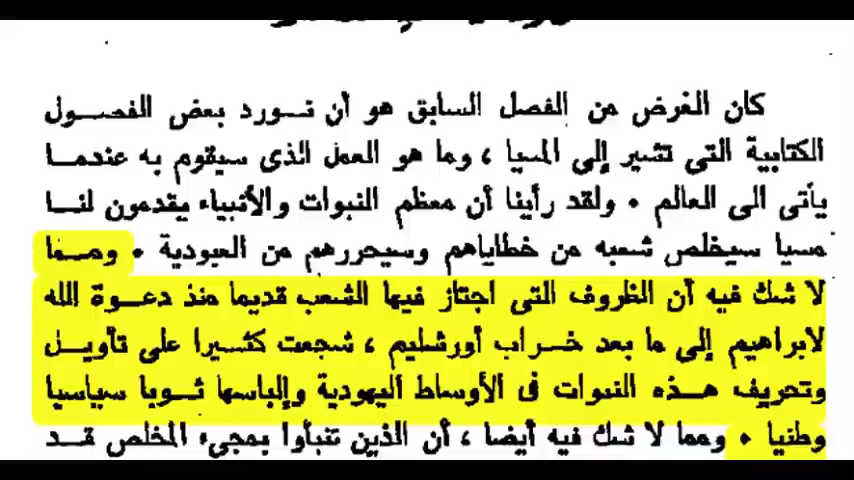 كان الغرض من الفصل السابق هو أن نورد بعض الفصول
الكتابية التى تشير إلى المسيا ، وما هو العمل الذى سيقوم به عندما
يأتى الى العالم . ولقد رأينا أن معظم النبوات والأنبياء يقدمون لنا
مسيا سيخلص شعبه من خطاياهم وسيحررهم من العبودية . ومما
لا شك فيه أن الظروف التى اجتاز فيها الشعب قديما منذ دعوة الله
لابراهيم إلى ما بعد خراب أورشليم ، شجعت كثيرا على تأويل
وتحريف هذه النبوات فى الأوساط اليهودية وإلباسها ثوبا سياسيا
وطنيا . ومما لا شك فيه أيضا ، أن الذين تنبأوا بمجىء المخلص قد